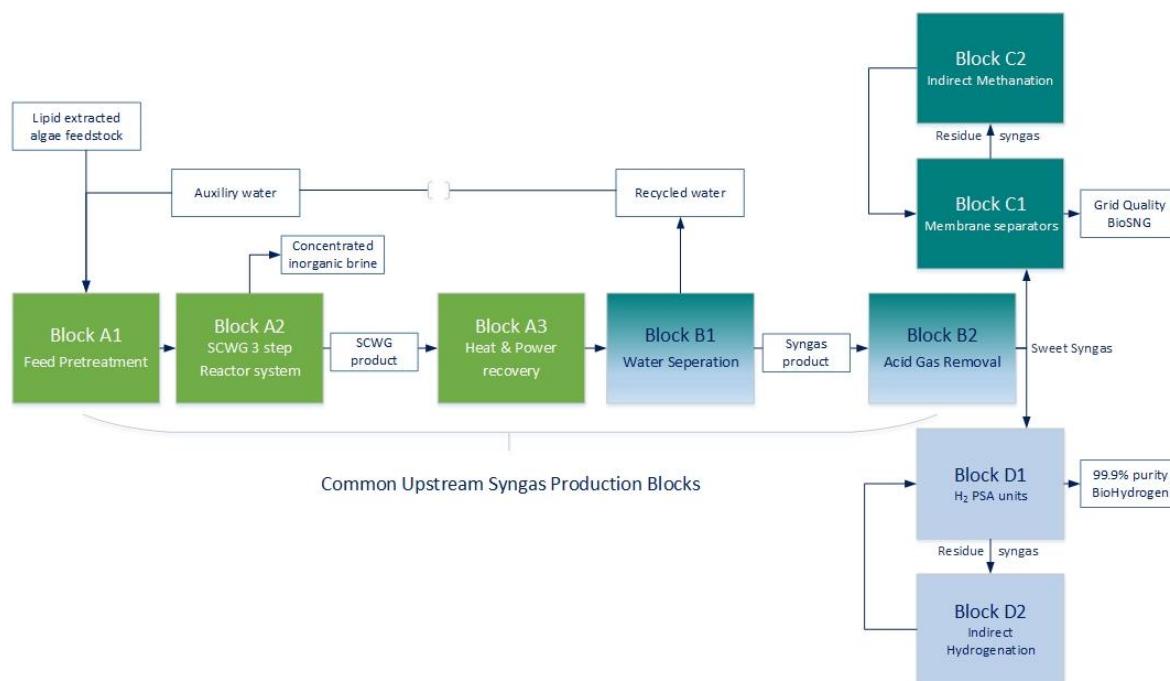 Block C2
Indirect Methanation
Lipid extracted
algae feedstock
Residue syngas
Auxiliry water
Recycled water
Block C1
Membrane separators
Grid Quality
BioSNG
Concentrated
inorganic brine
Block A1
Feed Pretreatment
Block A2
SCWG 3 step
Reactor system
SCWG
product
Block A3
Heat & Power
recovery
Block B1
Water Seperation
Syngas
product
Block B2
Acid Gas Removal
Sweet Syngas
Common Upstream Syngas Production Blocks
Block D1
H₂ PSA units
99.9% purity
BioHydrogen
Residue syngas
Block D2
Indirect
Hydrogenation